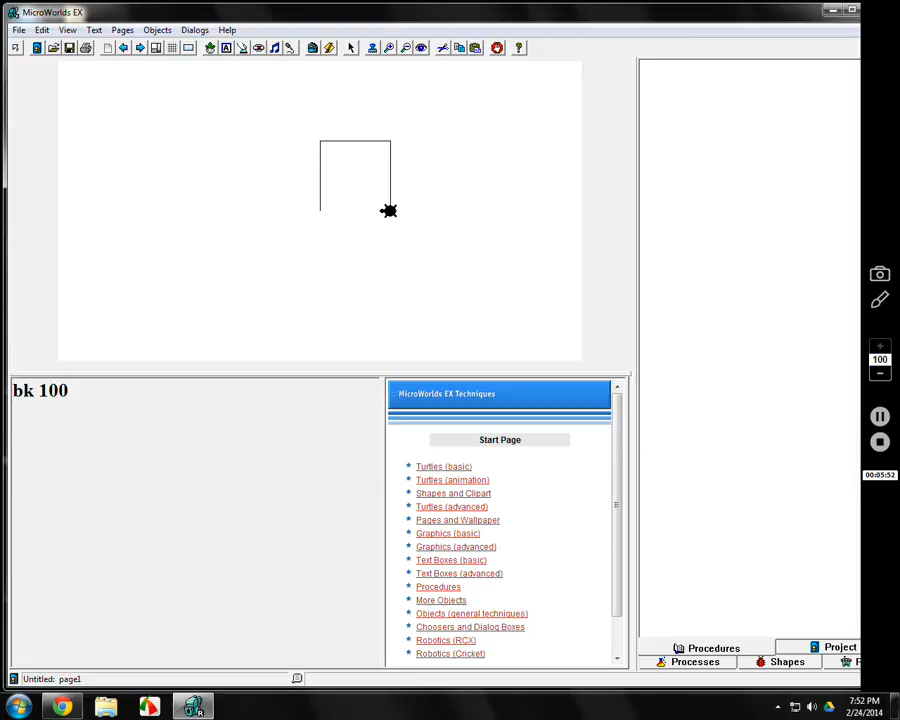 MicroWorlds EX
File Edit View Text Pages Objects Dialogs Help
A ?
bk 100
MicroWorlds EX Techniques
Start Page
Turtles (basic)
Turtles (animation)
Shapes and Clipart
Turtles (advanced)
Pages and Wallpaper
Graphics (basic)
Graphics (advanced)
Text Boxes (basic)
Text Boxes (advanced)
Procedures
More Objects
Objects (general techniques)
Choosers and Dialog Boxes
Robotics (RCX)
Robotics (Cricket)
100
00:05:52
Procedures Project
Processes Shapes F
Untitled: page1
R
7:52 PM
2/24/2014